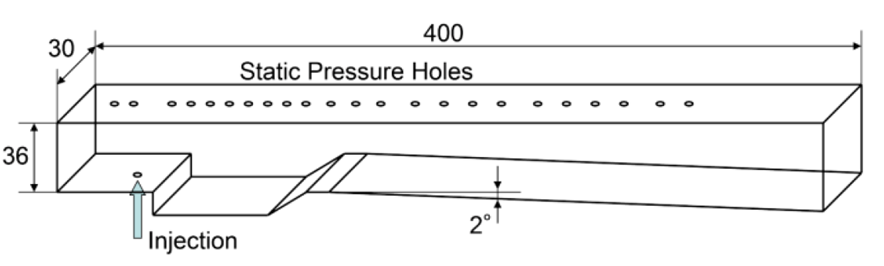 400
30
Static Pressure Holes
36
2°
Injection